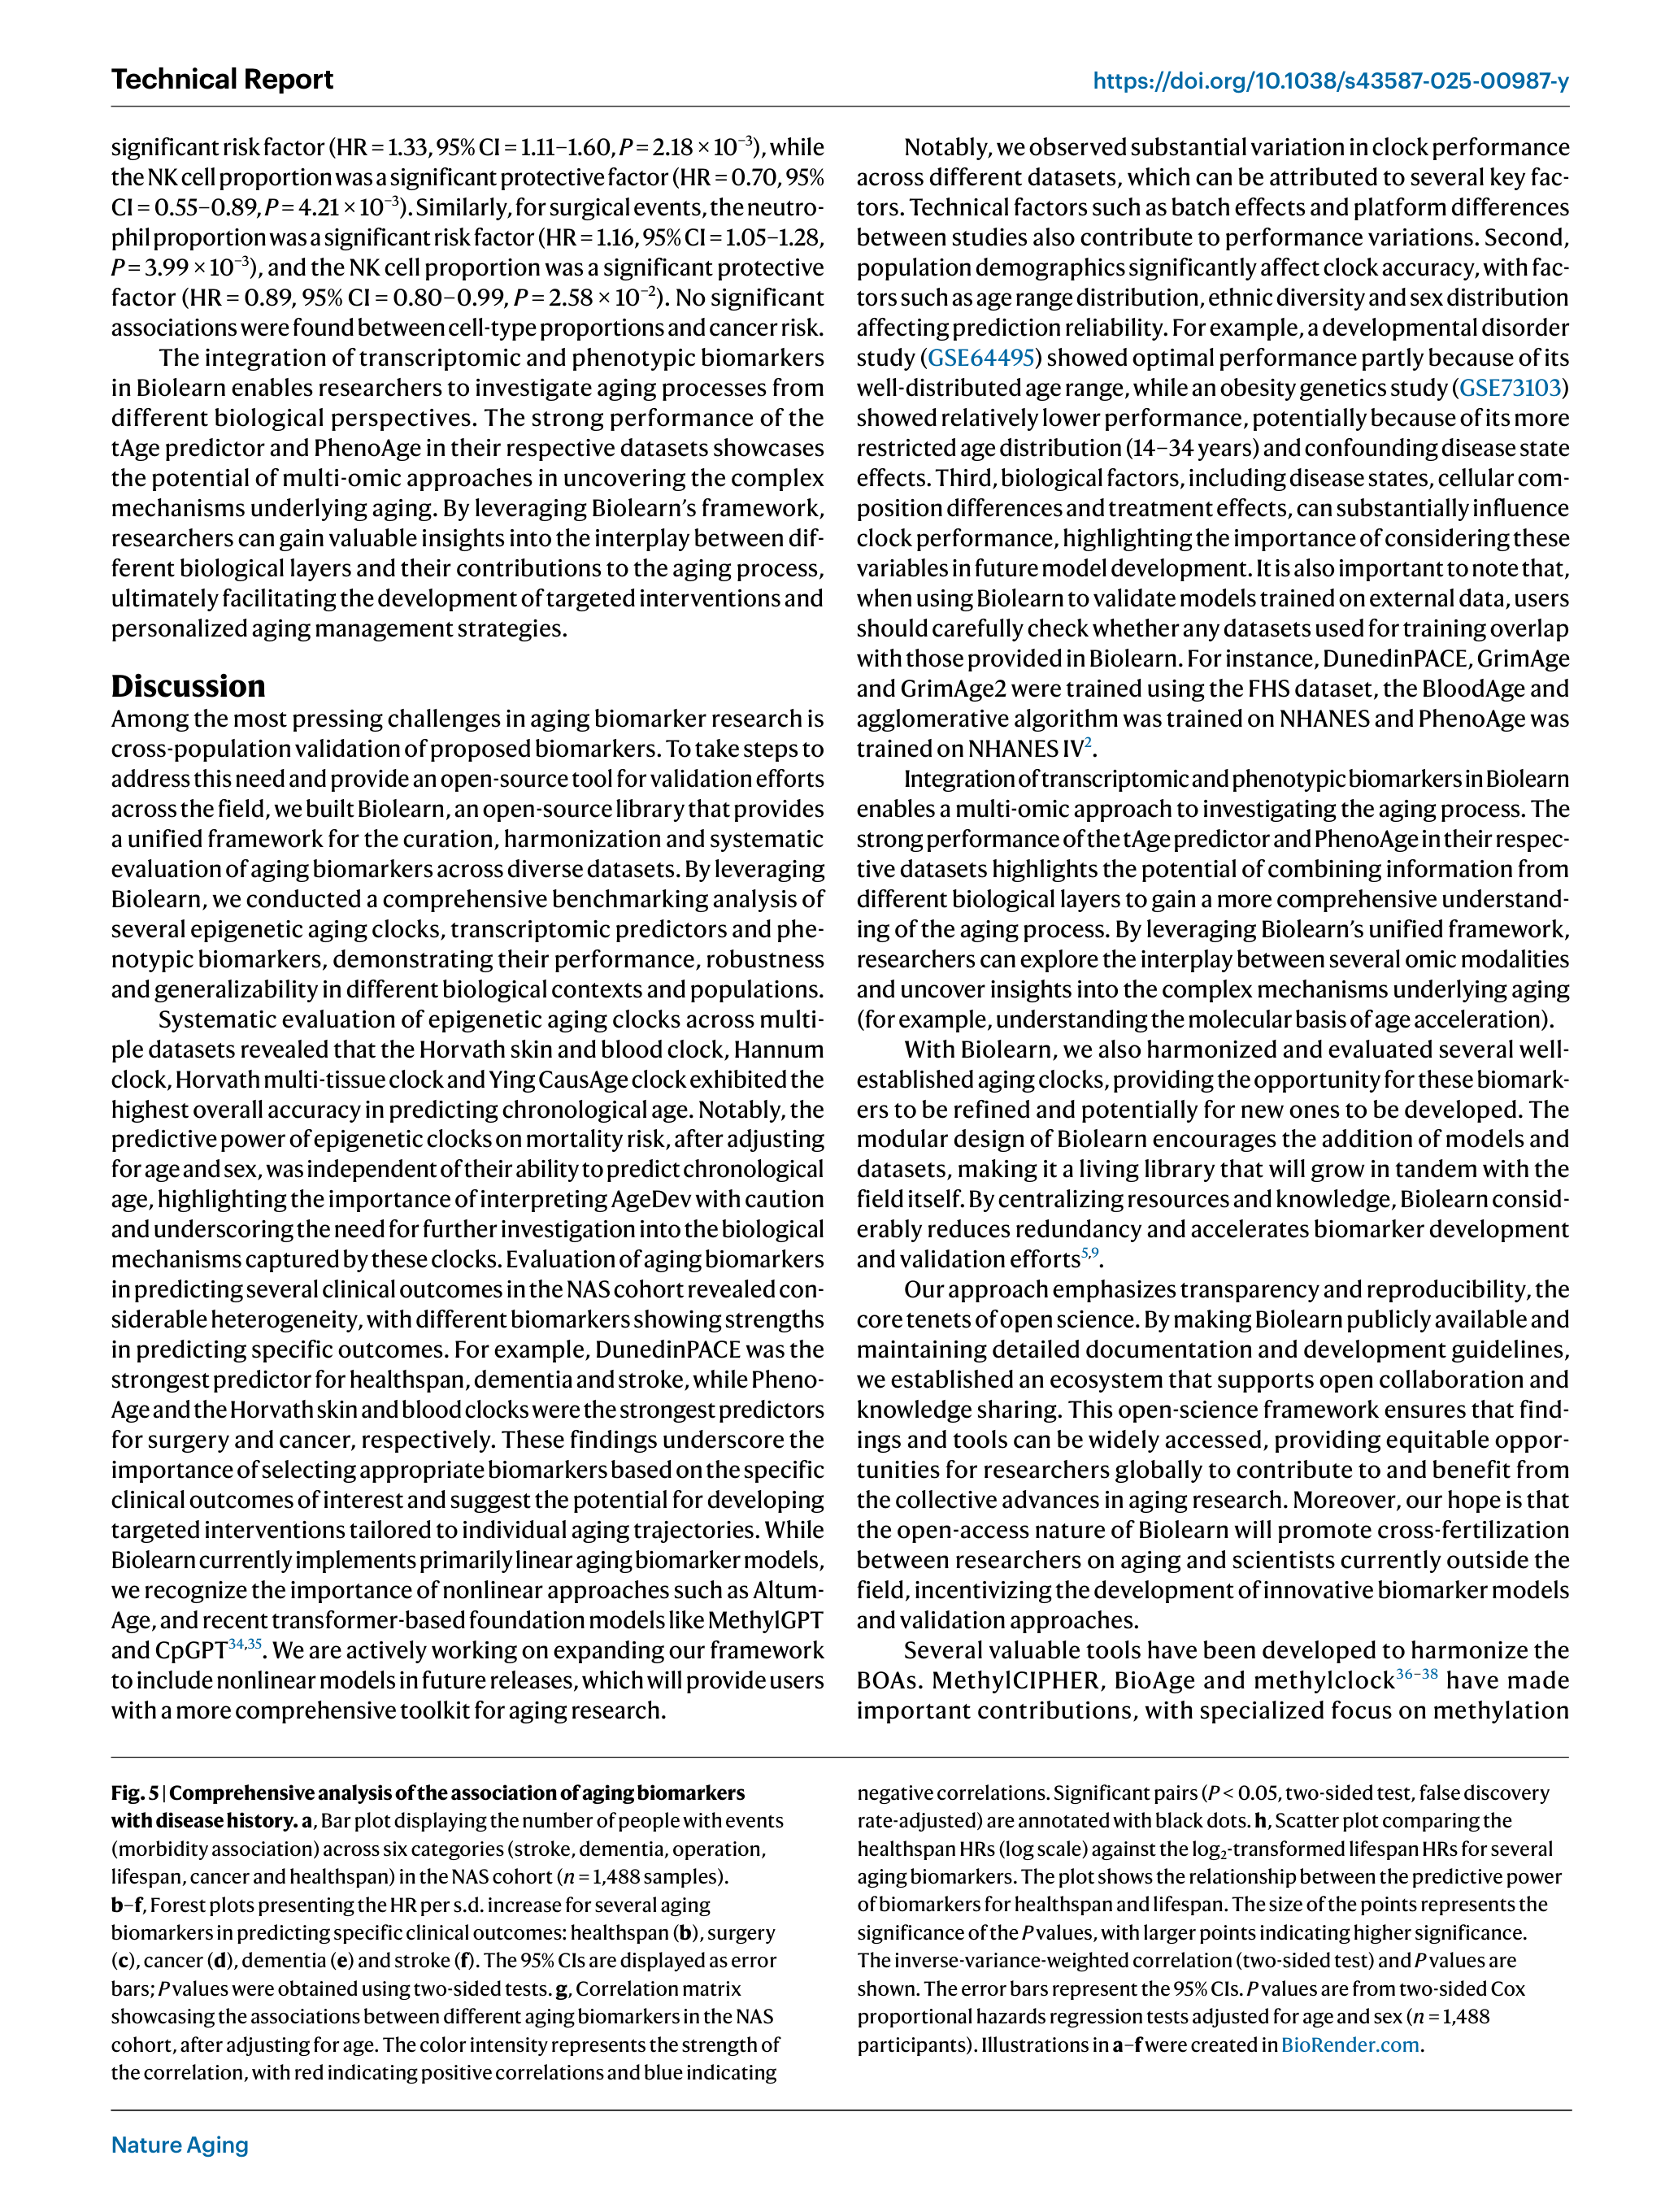 Technical Report
https://doi.org/10.1038/s43587-025-00987-y
significant risk factor (HR = 1.33, 95% CI = 1.11–1.60, P = 2.18 × 10⁻³), while
the NK cell proportion was a significant protective factor (HR = 0.70, 95%
CI = 0.55–0.89, P = 4.21 × 10⁻³). Similarly, for surgical events, the neutro-
phil proportion was a significant risk factor (HR = 1.16, 95% CI = 1.05–1.28,
P = 3.99 × 10⁻³), and the NK cell proportion was a significant protective
factor (HR = 0.89, 95% CI = 0.80–0.99, P = 2.58 × 10⁻²). No significant
associations were found between cell-type proportions and cancer risk.
The integration of transcriptomic and phenotypic biomarkers
in Biolearn enables researchers to investigate aging processes from
different biological perspectives. The strong performance of the
tAge predictor and PhenoAge in their respective datasets showcases
the potential of multi-omic approaches in uncovering the complex
mechanisms underlying aging. By leveraging Biolearn’s framework,
researchers can gain valuable insights into the interplay between dif-
ferent biological layers and their contributions to the aging process,
ultimately facilitating the development of targeted interventions and
personalized aging management strategies.
Discussion
Among the most pressing challenges in aging biomarker research is
cross-population validation of proposed biomarkers. To take steps to
address this need and provide an open-source tool for validation efforts
across the field, we built Biolearn, an open-source library that provides
a unified framework for the curation, harmonization and systematic
evaluation of aging biomarkers across diverse datasets. By leveraging
Biolearn, we conducted a comprehensive benchmarking analysis of
several epigenetic aging clocks, transcriptomic predictors and phe-
notypic biomarkers, demonstrating their performance, robustness
and generalizability in different biological contexts and populations.
Systematic evaluation of epigenetic aging clocks across multi-
ple datasets revealed that the Horvath skin and blood clock, Hannum
clock, Horvath multi-tissue clock and Ying CausAge clock exhibited the
highest overall accuracy in predicting chronological age. Notably, the
predictive power of epigenetic clocks on mortality risk, after adjusting
for age and sex, was independent of their ability to predict chronological
age, highlighting the importance of interpreting AgeDev with caution
and underscoring the need for further investigation into the biological
mechanisms captured by these clocks. Evaluation of aging biomarkers
in predicting several clinical outcomes in the NAS cohort revealed con-
siderable heterogeneity, with different biomarkers showing strengths
in predicting specific outcomes. For example, DunedinPACE was the
strongest predictor for healthspan, dementia and stroke, while Pheno-
Age and the Horvath skin and blood clocks were the strongest predictors
for surgery and cancer, respectively. These findings underscore the
importance of selecting appropriate biomarkers based on the specific
clinical outcomes of interest and suggest the potential for developing
targeted interventions tailored to individual aging trajectories. While
Biolearn currently implements primarily linear aging biomarker models,
we recognize the importance of nonlinear approaches such as Altum-
Age, and recent transformer-based foundation models like MethylGPT
and CpGPT³⁴,³⁵. We are actively working on expanding our framework
to include nonlinear models in future releases, which will provide users
with a more comprehensive toolkit for aging research.
Notably, we observed substantial variation in clock performance
across different datasets, which can be attributed to several key fac-
tors. Technical factors such as batch effects and platform differences
between studies also contribute to performance variations. Second,
population demographics significantly affect clock accuracy, with fac-
tors such as age range distribution, ethnic diversity and sex distribution
affecting prediction reliability. For example, a developmental disorder
study (GSE64495) showed optimal performance partly because of its
well-distributed age range, while an obesity genetics study (GSE73103)
showed relatively lower performance, potentially because of its more
restricted age distribution (14–34 years) and confounding disease state
effects. Third, biological factors, including disease states, cellular com-
position differences and treatment effects, can substantially influence
clock performance, highlighting the importance of considering these
variables in future model development. It is also important to note that,
when using Biolearn to validate models trained on external data, users
should carefully check whether any datasets used for training overlap
with those provided in Biolearn. For instance, DunedinPACE, GrimAge
and GrimAge2 were trained using the FHS dataset, the BloodAge and
agglomerative algorithm was trained on NHANES and PhenoAge was
trained on NHANES IV².
Integration of transcriptomic and phenotypic biomarkers in Biolearn
enables a multi-omic approach to investigating the aging process. The
strong performance of the tAge predictor and PhenoAge in their respec-
tive datasets highlights the potential of combining information from
different biological layers to gain a more comprehensive understand-
ing of the aging process. By leveraging Biolearn’s unified framework,
researchers can explore the interplay between several omic modalities
and uncover insights into the complex mechanisms underlying aging
(for example, understanding the molecular basis of age acceleration).
With Biolearn, we also harmonized and evaluated several well-
established aging clocks, providing the opportunity for these biomark-
ers to be refined and potentially for new ones to be developed. The
modular design of Biolearn encourages the addition of models and
datasets, making it a living library that will grow in tandem with the
field itself. By centralizing resources and knowledge, Biolearn consid-
erably reduces redundancy and accelerates biomarker development
and validation efforts⁵,⁹.
Our approach emphasizes transparency and reproducibility, the
core tenets of open science. By making Biolearn publicly available and
maintaining detailed documentation and development guidelines,
we established an ecosystem that supports open collaboration and
knowledge sharing. This open-science framework ensures that find-
ings and tools can be widely accessed, providing equitable oppor-
tunities for researchers globally to contribute to and benefit from
the collective advances in aging research. Moreover, our hope is that
the open-access nature of Biolearn will promote cross-fertilization
between researchers on aging and scientists currently outside the
field, incentivizing the development of innovative biomarker models
and validation approaches.
Several valuable tools have been developed to harmonize the
BOAs. MethylCIPHER, BioAge and methylclock³⁶⁻³⁸ have made
important contributions, with specialized focus on methylation
Fig. 5 | Comprehensive analysis of the association of aging biomarkers
with disease history. a, Bar plot displaying the number of people with events
(morbidity association) across six categories (stroke, dementia, operation,
lifespan, cancer and healthspan) in the NAS cohort (n = 1,488 samples).
b–f, Forest plots presenting the HR per s.d. increase for several aging
biomarkers in predicting specific clinical outcomes: healthspan (b), surgery
(c), cancer (d), dementia (e) and stroke (f). The 95% CIs are displayed as error
bars; P values were obtained using two-sided tests. g, Correlation matrix
showcasing the associations between different aging biomarkers in the NAS
cohort, after adjusting for age. The color intensity represents the strength of
the correlation, with red indicating positive correlations and blue indicating
negative correlations. Significant pairs (P < 0.05, two-sided test, false discovery
rate-adjusted) are annotated with black dots. h, Scatter plot comparing the
healthspan HRs (log scale) against the log₂-transformed lifespan HRs for several
aging biomarkers. The plot shows the relationship between the predictive power
of biomarkers for healthspan and lifespan. The size of the points represents the
significance of the P values, with larger points indicating higher significance.
The inverse-variance-weighted correlation (two-sided test) and P values are
shown. The error bars represent the 95% CIs. P values are from two-sided Cox
proportional hazards regression tests adjusted for age and sex (n = 1,488
participants). Illustrations in a–f were created in BioRender.com.
Nature Aging